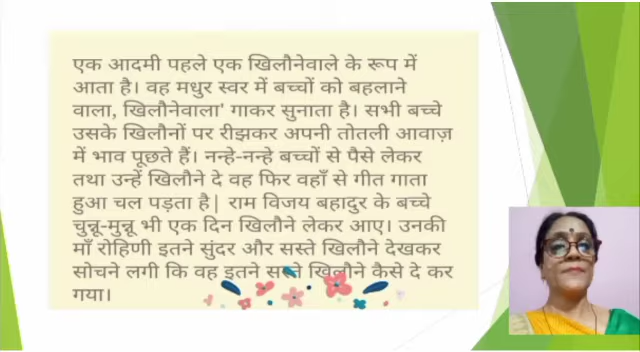 एक आदमी पहले एक खिलौनेवाले के रूप में
आता है। वह मधुर स्वर में बच्चों को बहलाने
वाला, खिलौनेवाला' गाकर सुनाता है। सभी बच्चे
उसके खिलौनों पर रीझकर अपनी तोतली आवाज़
में भाव पूछते हैं। नन्हे-नन्हे बच्चों से पैसे लेकर
तथा उन्हें खिलौने दे वह फिर वहाँ से गीत गाता
हुआ चल पड़ता है| राम विजय बहादुर के बच्चे
चुन्नू-मुन्नू भी एक दिन खिलौने लेकर आए। उनकी
माँ रोहिणी इतने सुंदर और सस्ते खिलौने देखकर
सोचने लगी कि वह इतने सस्ते खिलौने कैसे दे कर
गया।